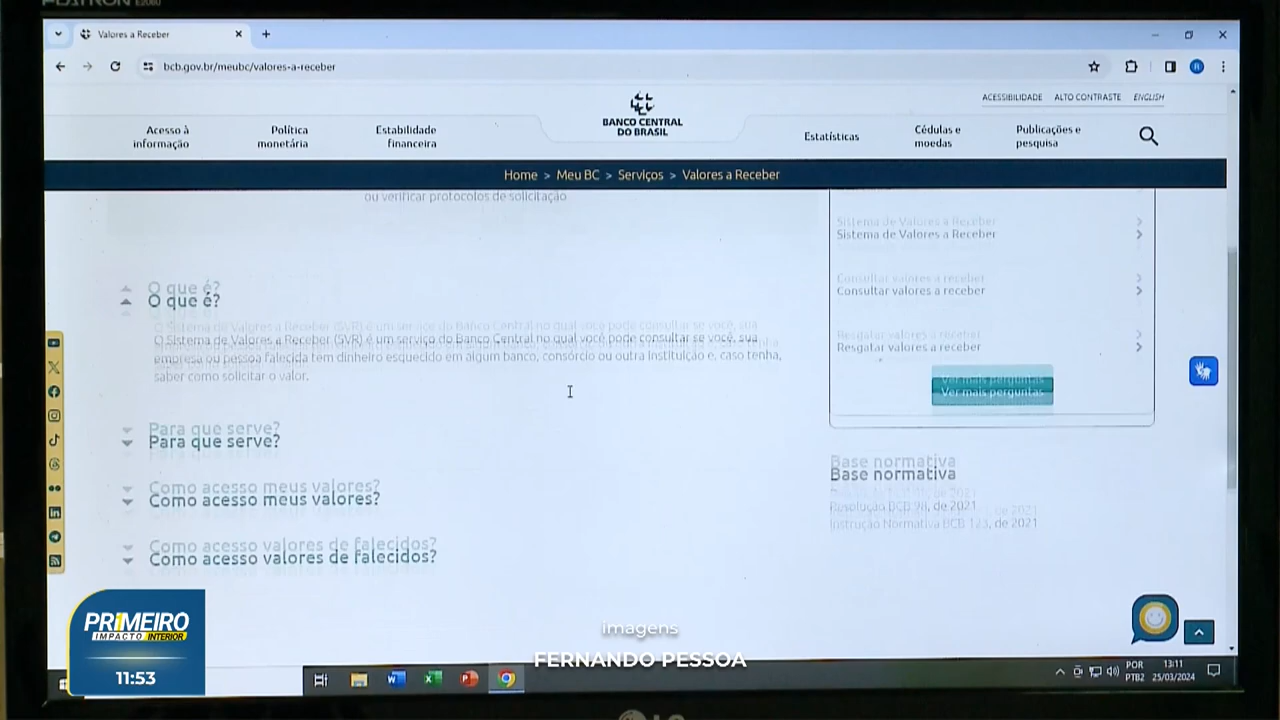 Valores a Receber
bcb.gov.br/meubc/valores-a-receber
ACESSIBILIDADE ALTO CONTRASTE ENGLISH
BANCO CENTRAL
DO BRASIL
Acesso à
informação
Política
monetária
Estabilidade
financeira
Estatísticas
Cédulas e
moedas
Publicações e
pesquisa
Home > Meu BC > Serviços > Valores a Receber
ou verificar protocolos de solicitação
O que é?
O Sistema de Valores a Receber (SVR) é um serviço do Banco Central no qual você pode consultar se você, sua
empresa ou pessoa falecida tem dinheiro esquecido em algum banco, consórcio ou outra instituição e, caso tenha,
saber como solicitar o valor.
Para que serve?
Como acesso meus valores?
Como acesso valores de falecidos?
Sistema de Valores a Receber
Consultar valores a receber
Resgatar valores a receber
Ver mais perguntas
Base normativa
Resolução BCB 98, de 2021
Instrução Normativa BCB 123, de 2021
imagens
FERNANDO PESSOA
PRIMEIRO
IMPACTO INTERIOR
11:53
POR
PTB2
13:11
25/03/2024
LG